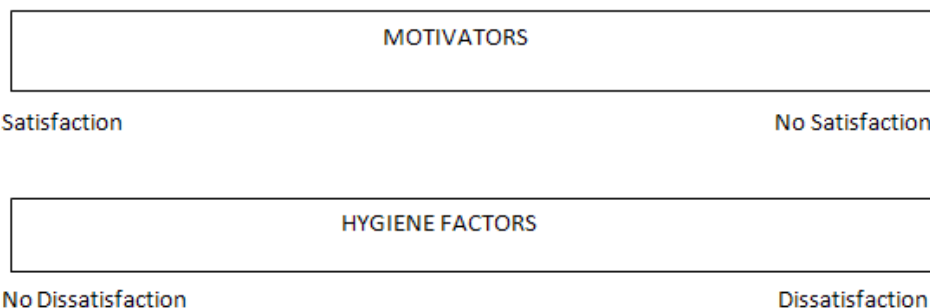 MOTIVATORS
Satisfaction No Satisfaction
HYGIENE FACTORS
No Dissatisfaction Dissatisfaction